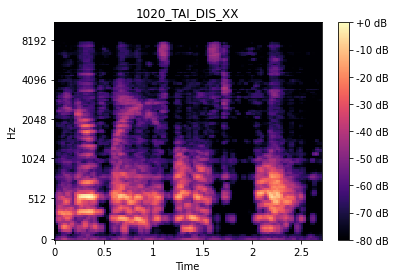 1020_TAI_DIS_XX
+0 dB
8192
-10 dB
4096
-20 dB
-30 dB
2048
Hz
-40 dB
1024
-50 dB
512
-60 dB
-70 dB
0
-80 dB
0 0.5 1 1.5 2 2.5
Time